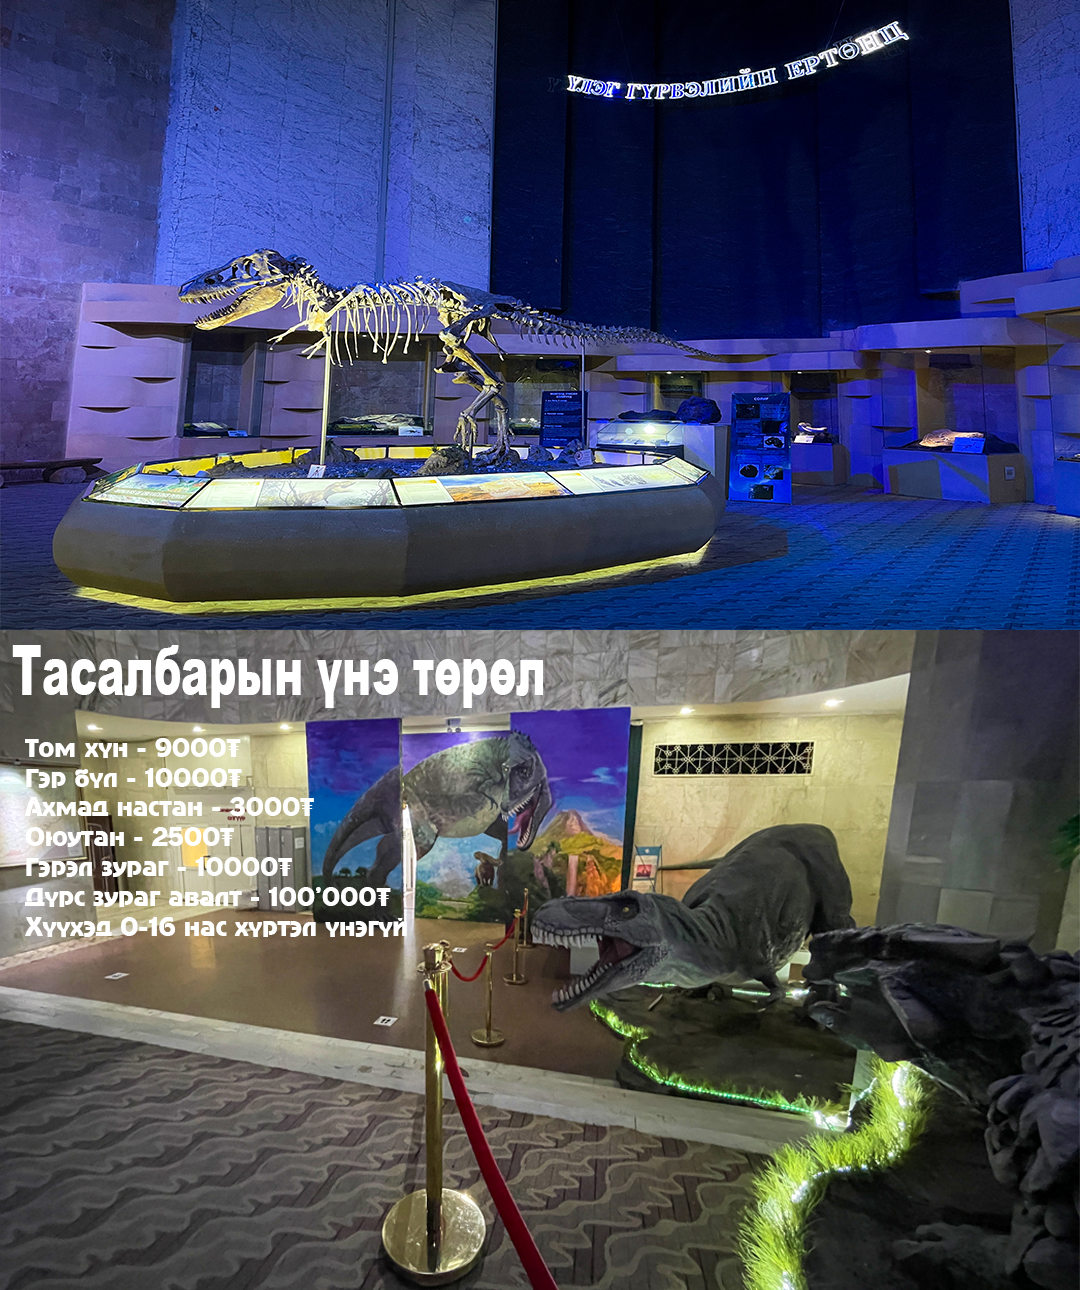 ҮЛЭГ ГҮРВЭЛИЙН ЕРТӨНЦ
Тасалбарын үнэ төрөл
Том хүн - 9000₮
Гэр бүл - 10000₮
Ахмад настан - 3000₮
Оюутан - 2500₮
Гэрэл зураг - 10000₮
Дүрс зураг авалт - 100'000₮
Хүүхэд 0-16 нас хүртэл үнэгүй